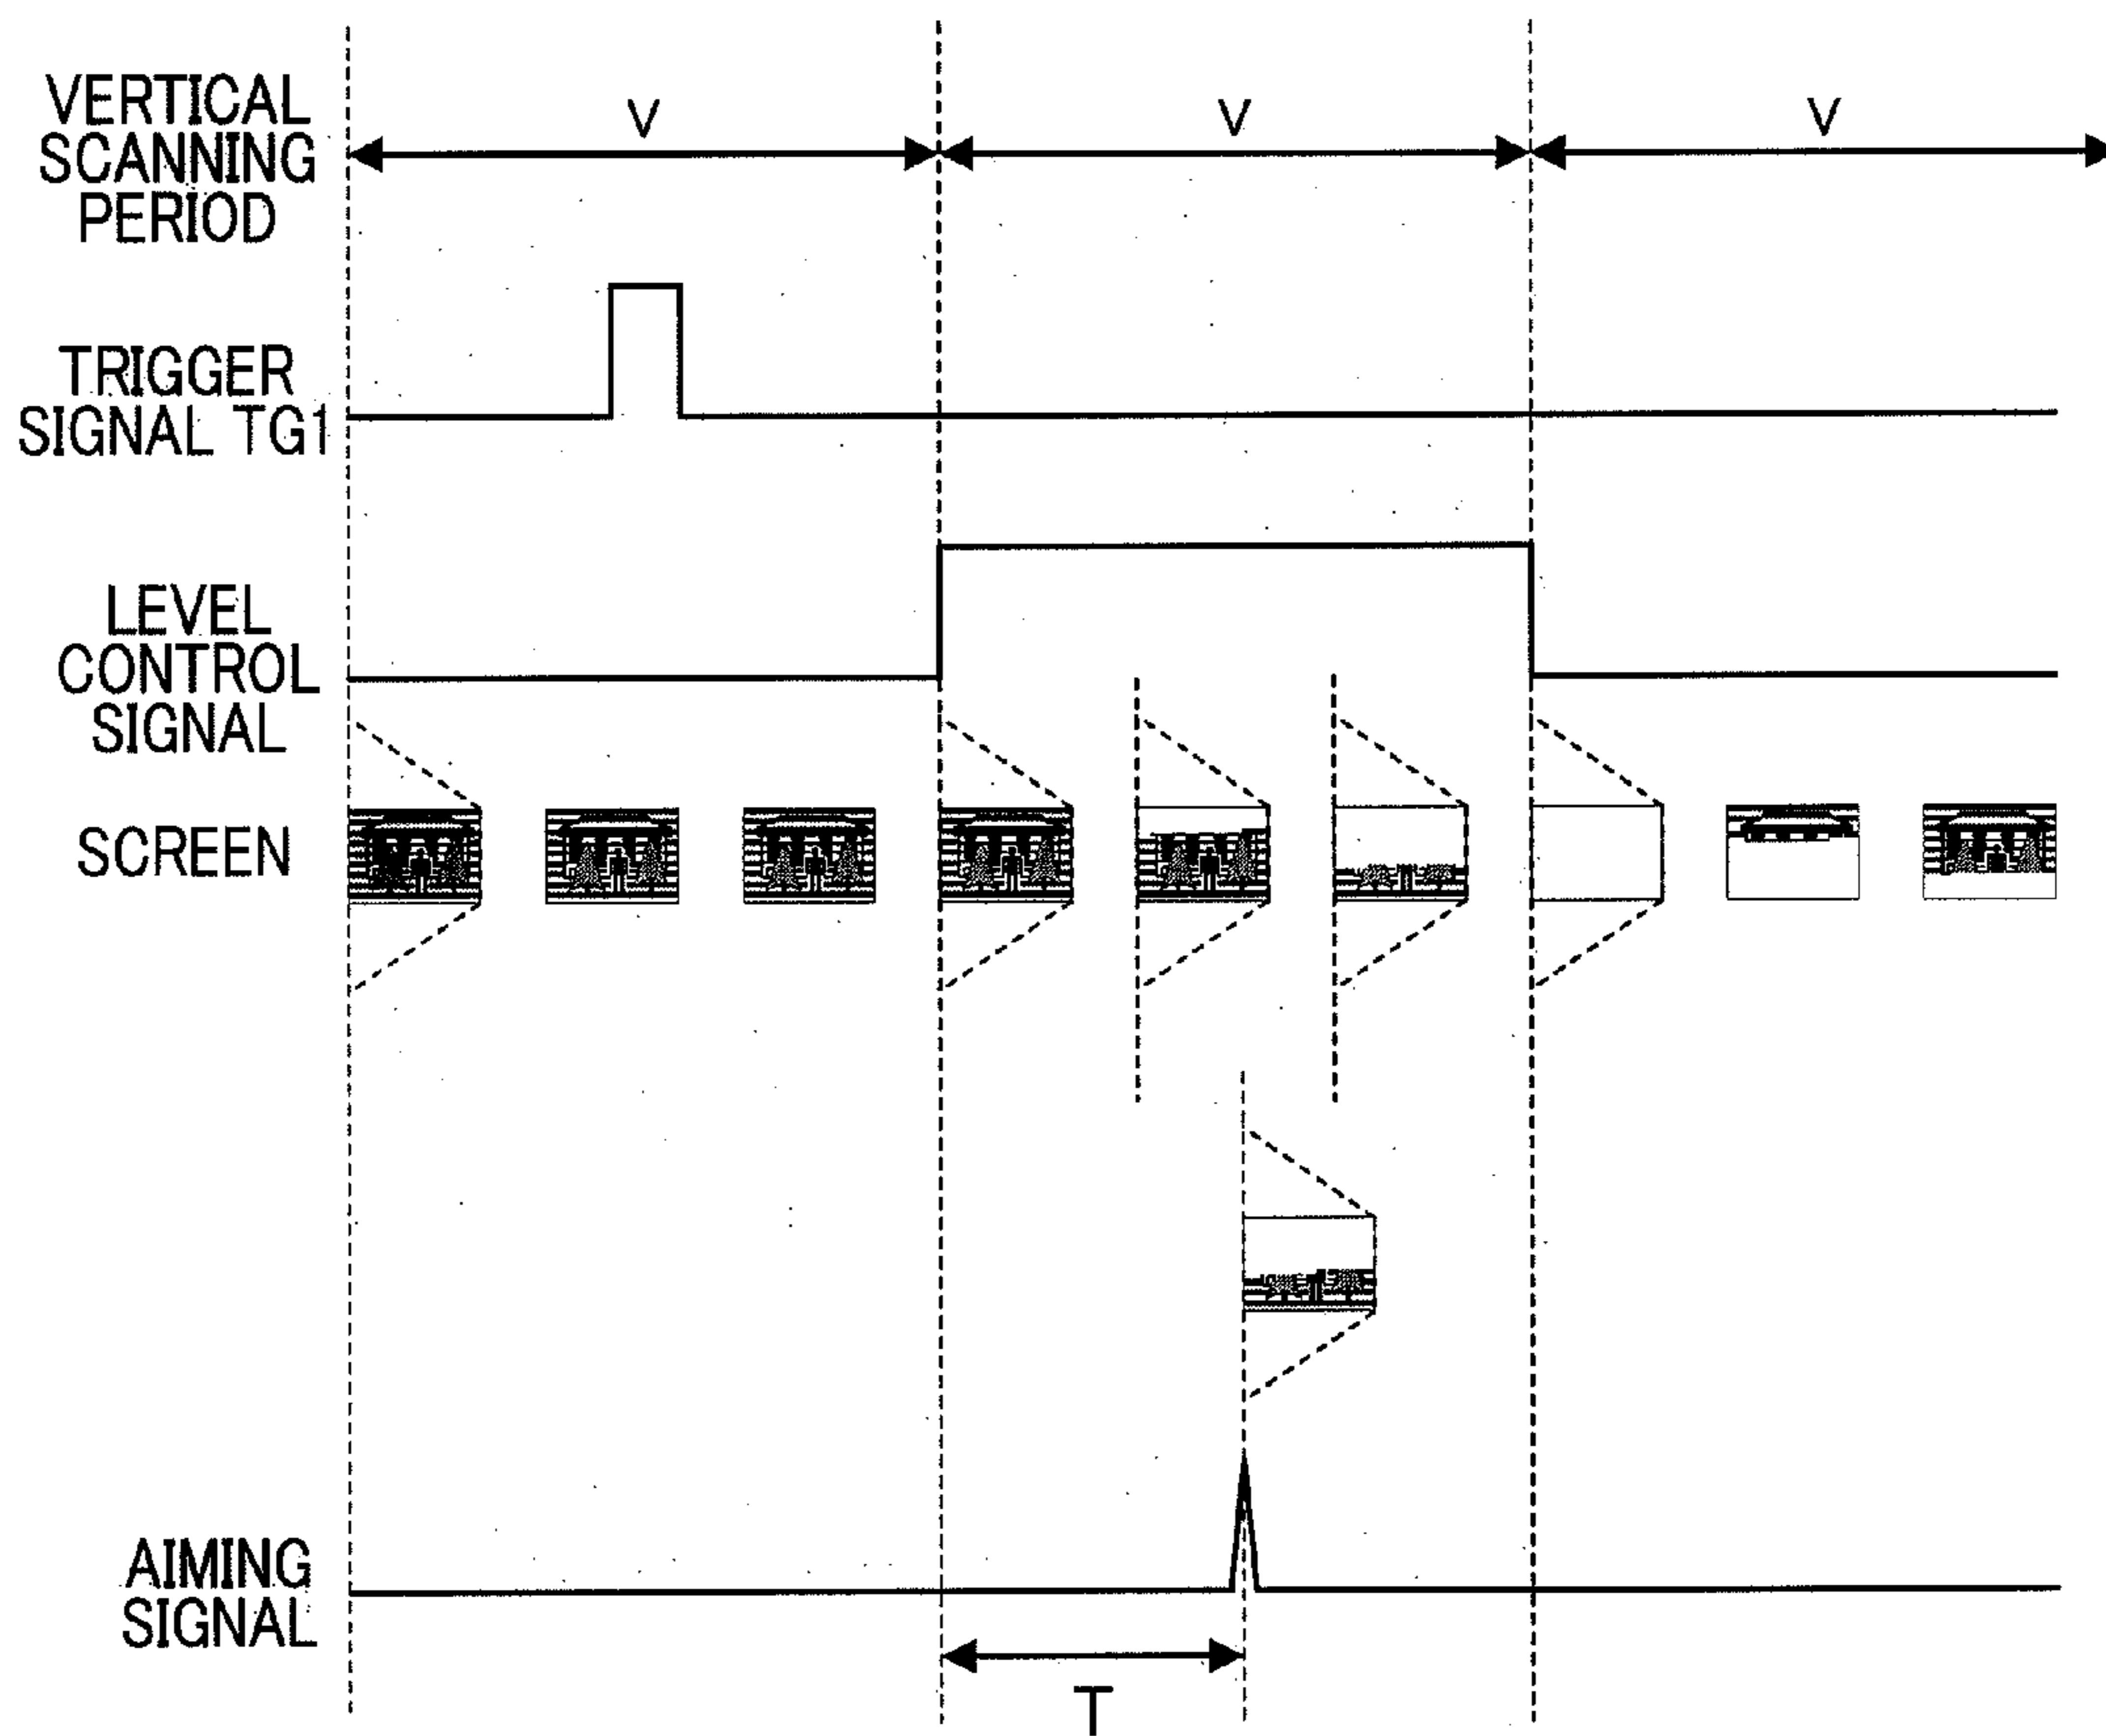 VERTICAL
SCANNING
PERIOD
V
V
V
TRIGGER
SIGNAL TG1
LEVEL
CONTROL
SIGNAL
SCREEN
AIMING
SIGNAL
T